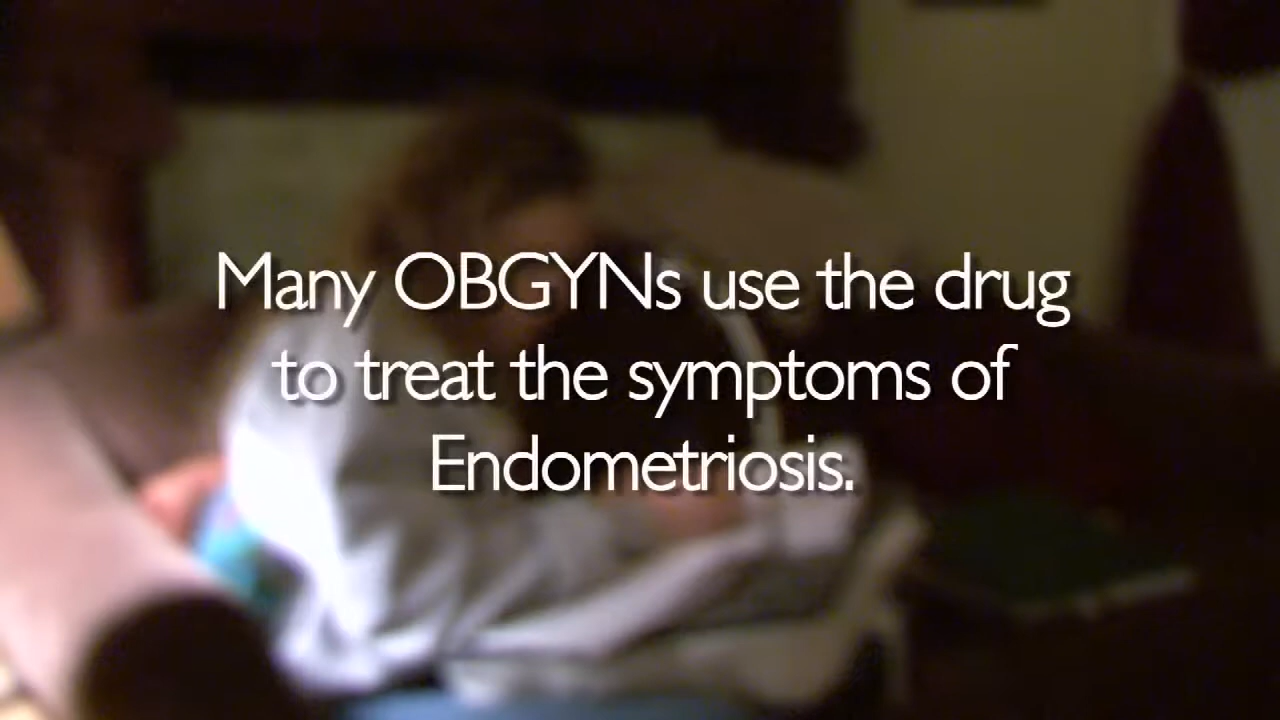 Many OBGYNs use the drug
to treat the symptoms of
Endometriosis.